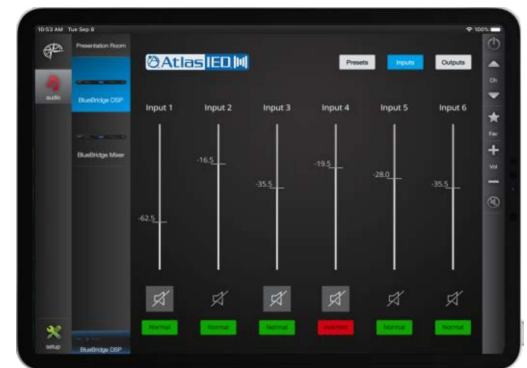 10:53 AM Tue Sep 8
100%
Presentation Room
AtlasIED
Presets
Inputs
Outputs
audio
BlueBridge DSP
BlueBridge Mixer
Input 1
Input 2
Input 3
Input 4
Input 5
Input 6
-62.5
-16.5
-35.5
-19.5
-28.0
-35.5
Normal
Normal
Normal
Normal
Normal
Ch
Fav
Vol
setup
BlueBridge DSP